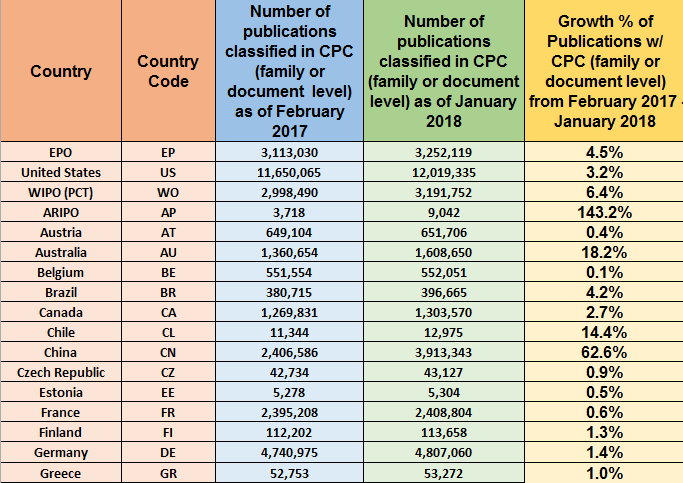 Country
Country
Code
Number of
publications
classified in CPC
(family or
document level)
as of February
2017
Number of
publications
classified in CPC
(family or document
level) as of January
2018
Growth % of
Publications w/
CPC (family or
document level)
from February 2017 -
January 2018
EPO EP 3,113,030 3,252,119 4.5%
United States US 11,650,065 12,019,335 3.2%
WIPO (PCT) WO 2,998,490 3,191,752 6.4%
ARIPO AP 3,718 9,042 143.2%
Austria AT 649,104 651,706 0.4%
Australia AU 1,360,654 1,608,650 18.2%
Belgium BE 551,554 552,051 0.1%
Brazil BR 380,715 396,665 4.2%
Canada CA 1,269,831 1,303,570 2.7%
Chile CL 11,344 12,975 14.4%
China CN 2,406,586 3,913,343 62.6%
Czech Republic CZ 42,734 43,127 0.9%
Estonia EE 5,278 5,304 0.5%
France FR 2,395,208 2,408,804 0.6%
Finland FI 112,202 113,658 1.3%
Germany DE 4,740,975 4,807,060 1.4%
Greece GR 52,753 53,272 1.0%